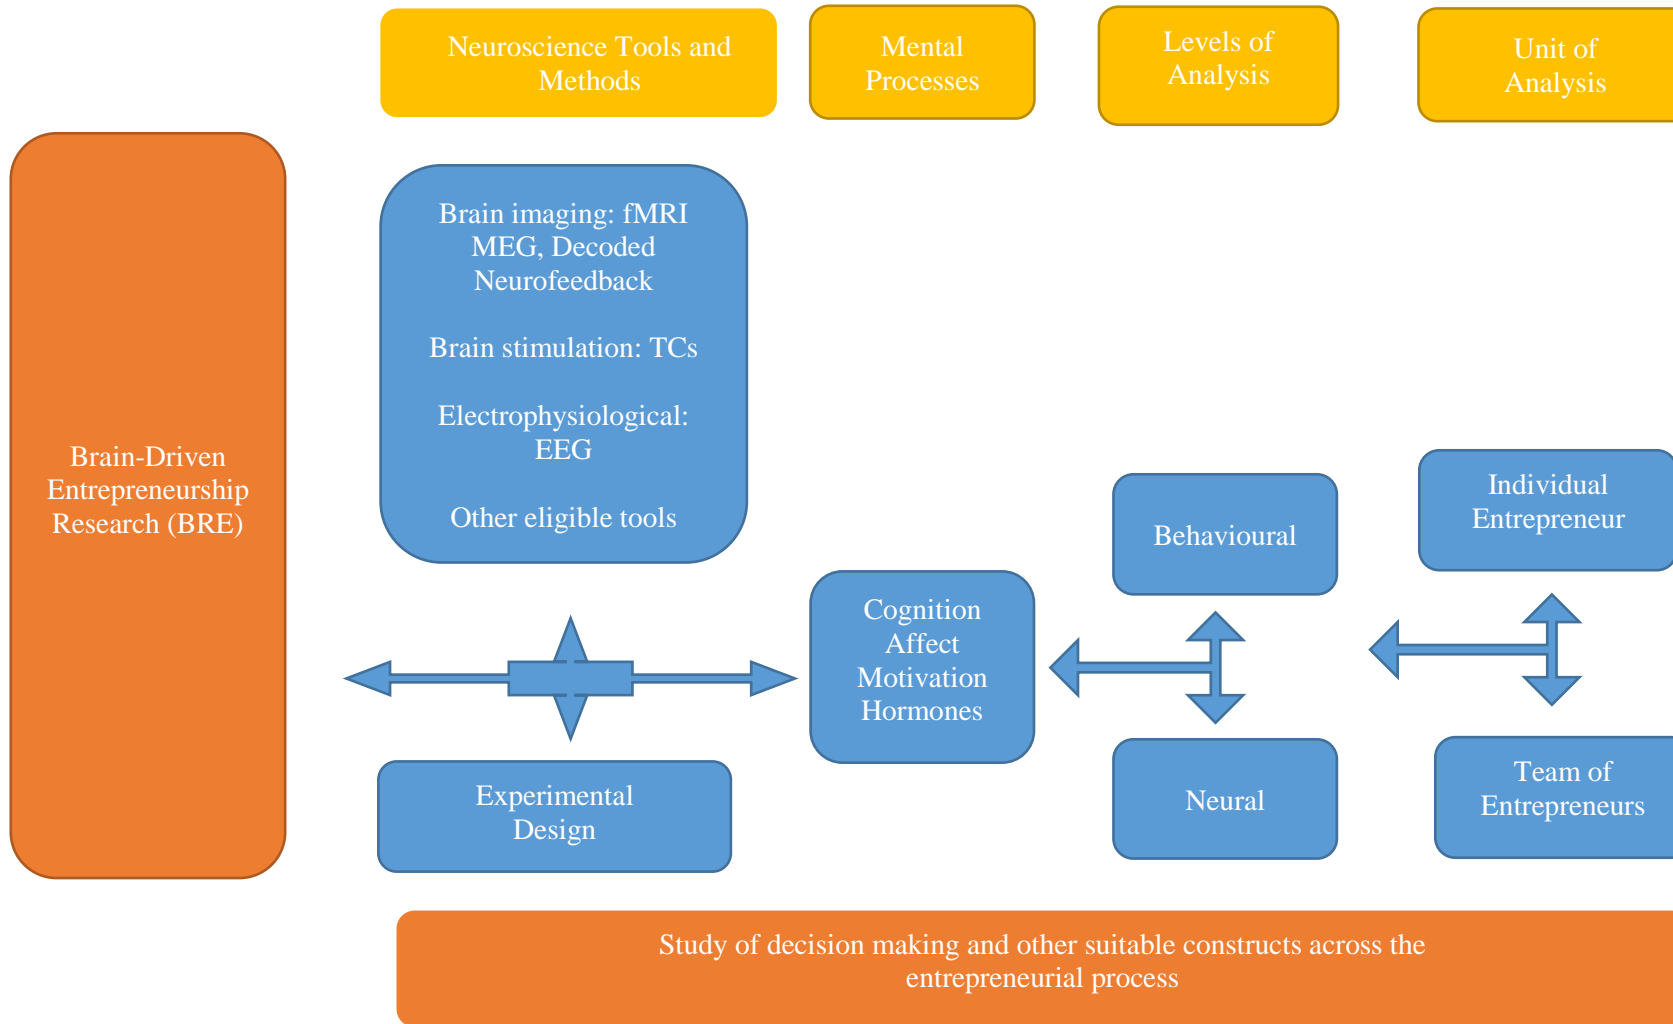 Neuroscience Tools and
Methods
Mental
Processes
Levels of
Analysis
Unit of
Analysis
Brain-Driven
Entrepreneurship
Research (BRE)
Brain imaging: fMRI
MEG, Decoded
Neurofeedback
Brain stimulation: TCs
Electrophysiological:
EEG
Other eligible tools
Experimental
Design
Cognition
Affect
Motivation
Hormones
Behavioural
Neural
Individual
Entrepreneur
Team of
Entrepreneurs
Study of decision making and other suitable constructs across the
entrepreneurial process